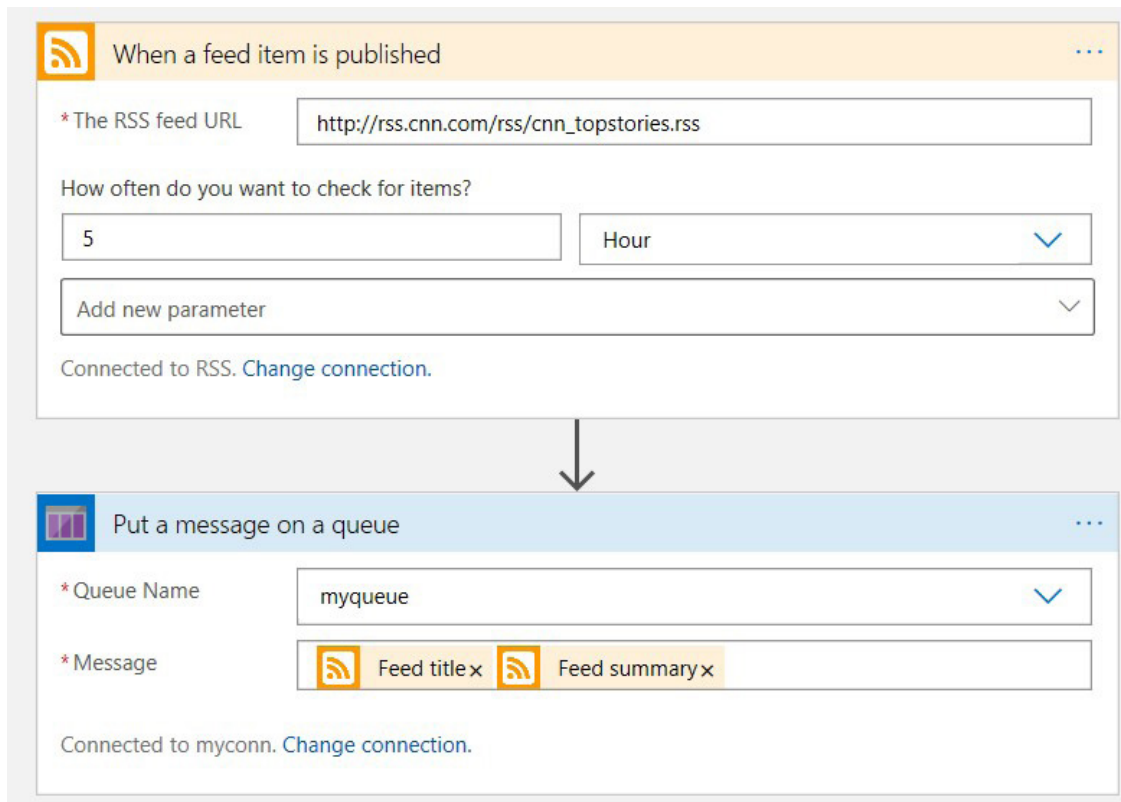 When a feed item is published
...
* The RSS feed URL
http://rss.cnn.com/rss/cnn_topstories.rss
How often do you want to check for items?
5
Hour
Add new parameter
Connected to RSS. Change connection.
Put a message on a queue
...
* Queue Name
myqueue
* Message
Feed title × Feed summary ×
Connected to myconn. Change connection.